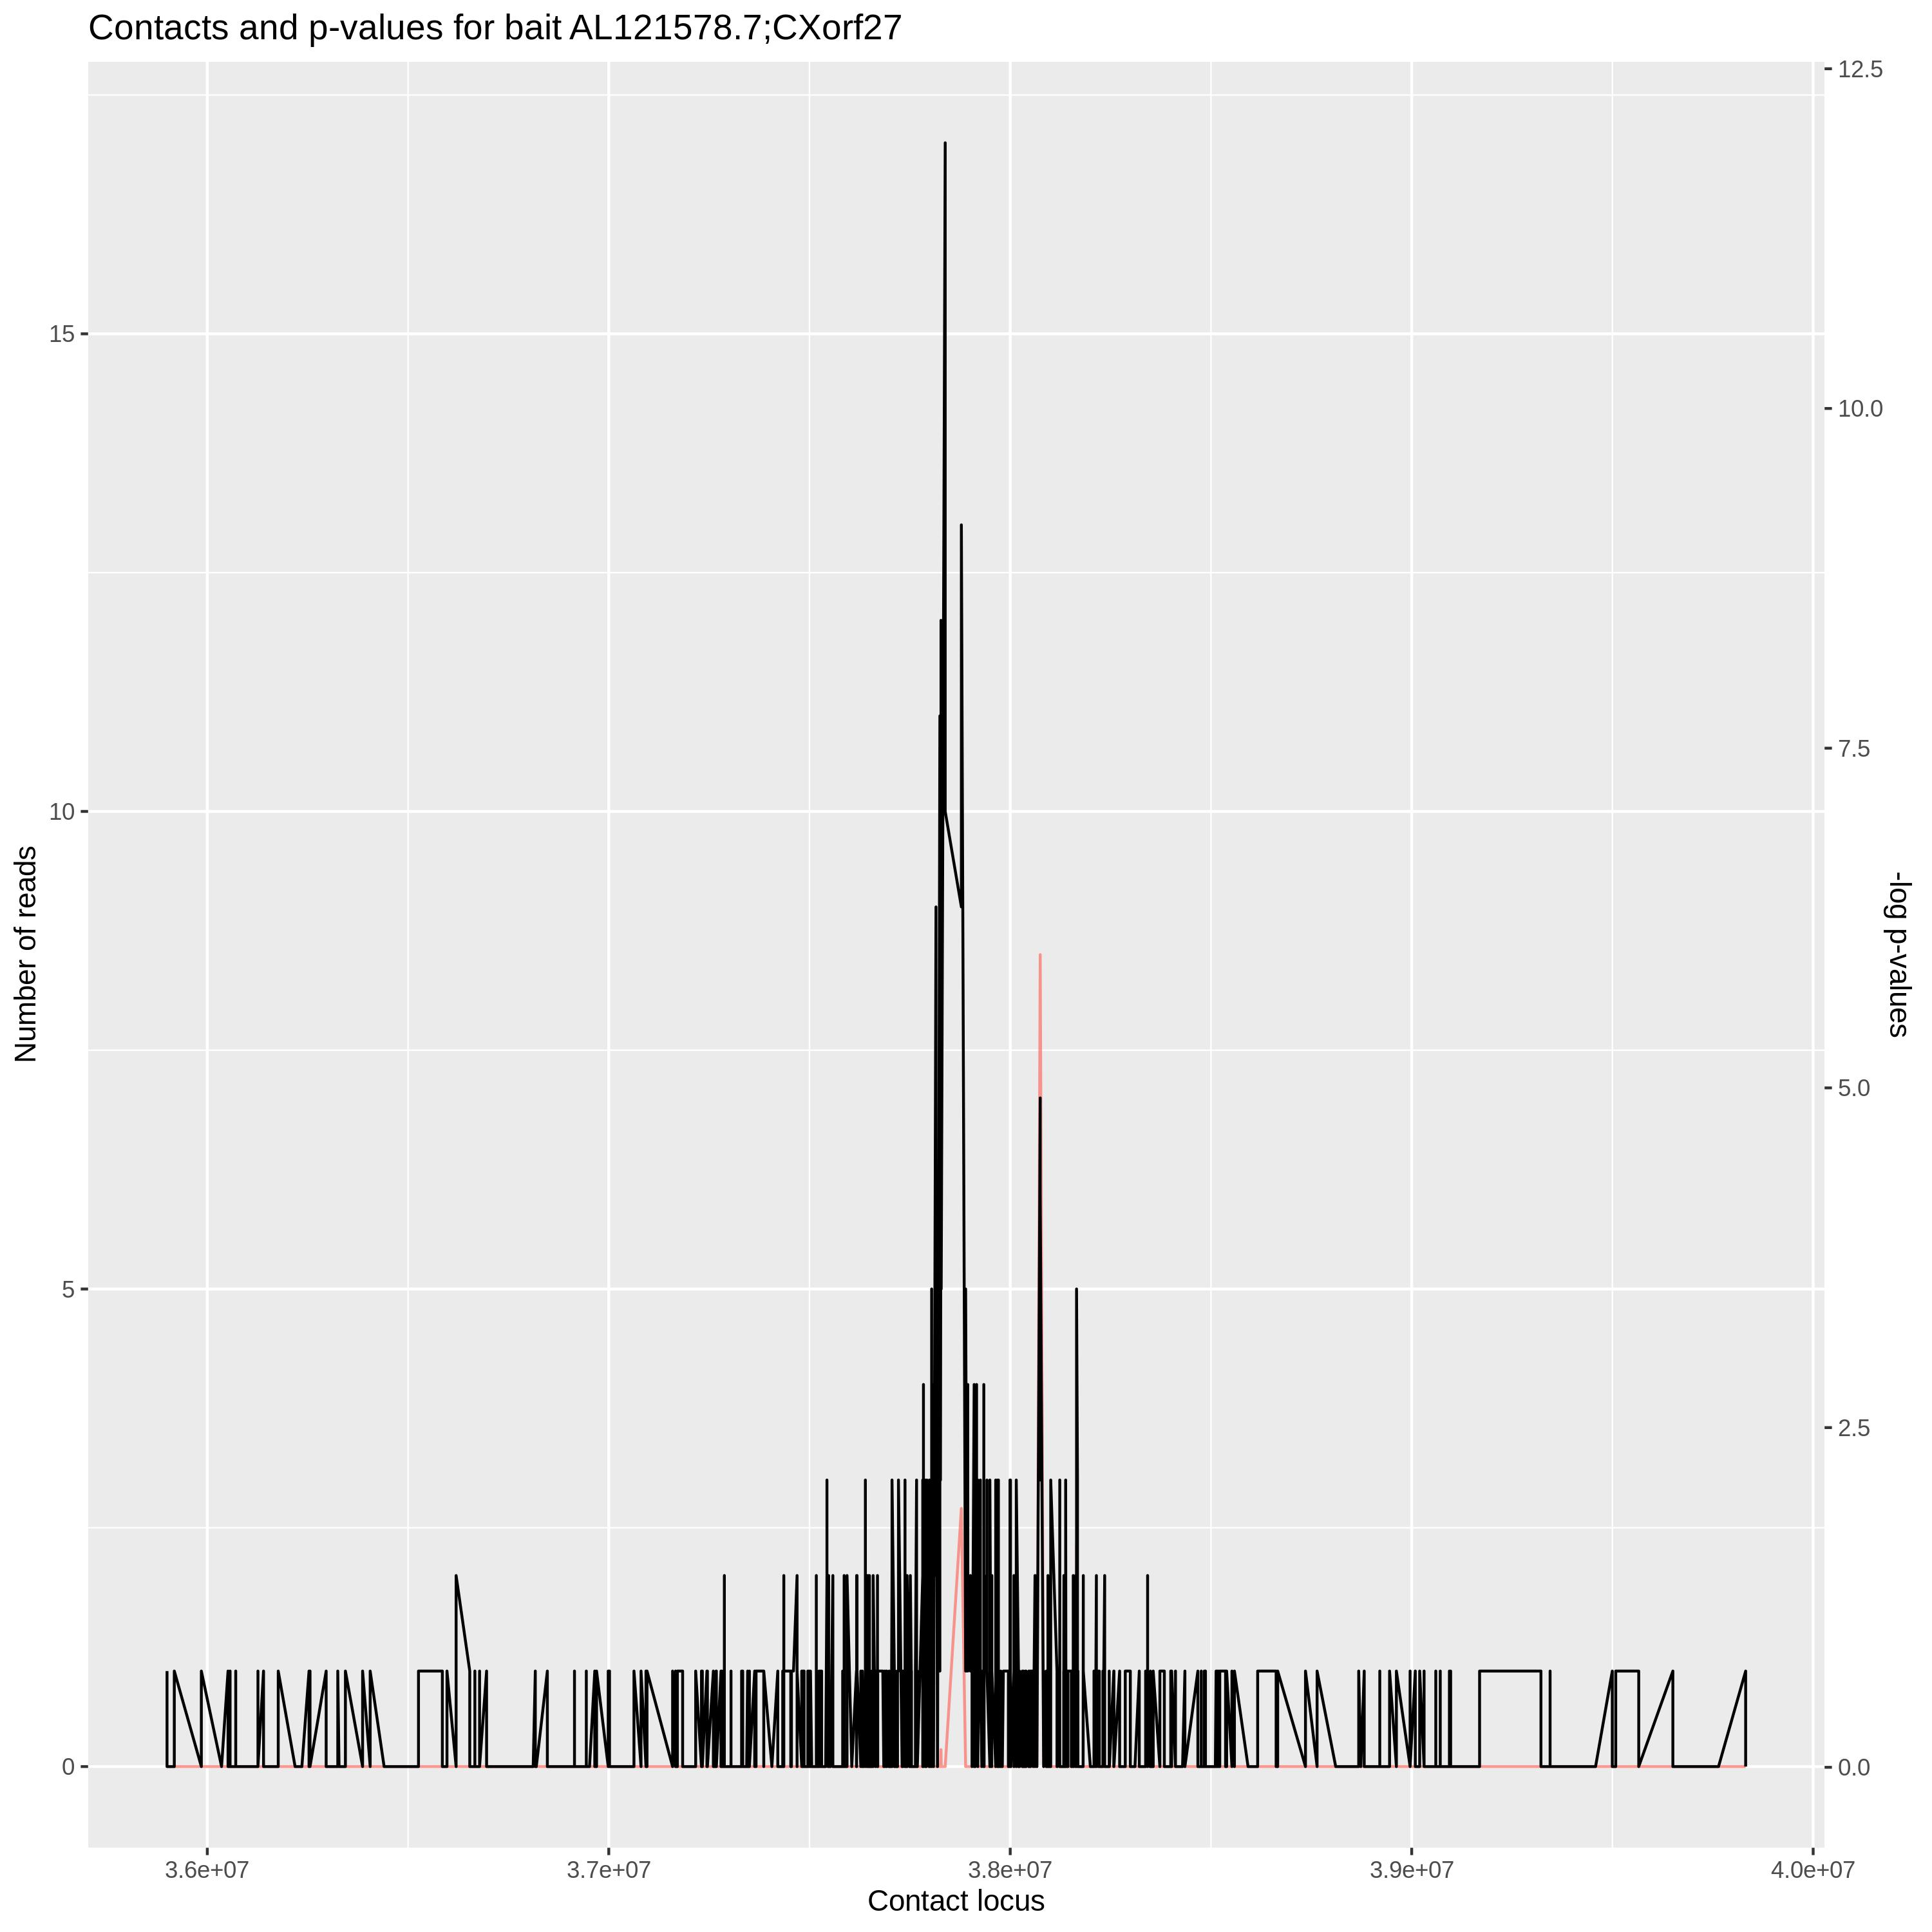 Contacts and p-values for bait AL121578.7;CXorf27
Number of reads
15
10
5
0
12.5
10.0
7.5
5.0
2.5
0.0
-log p-values
3.6e+07
3.7e+07
3.8e+07
3.9e+07
4.0e+07
Contact locus